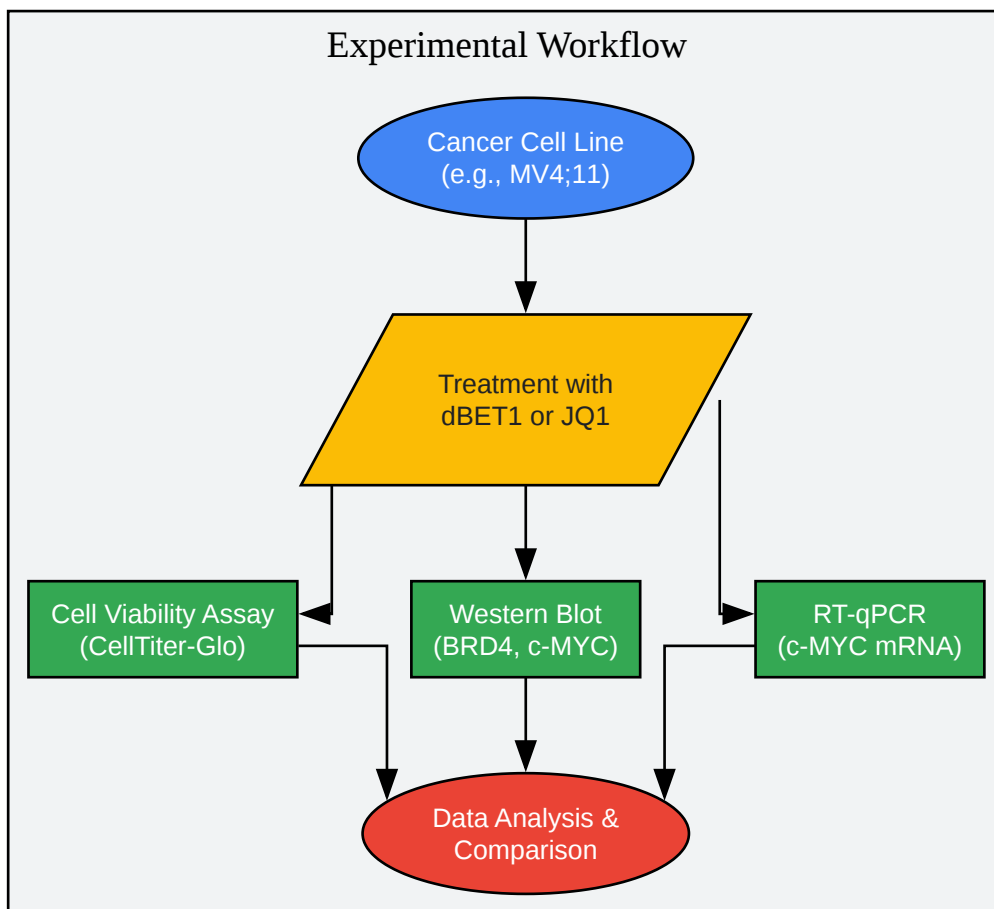 Experimental Workflow
Cancer Cell Line
(e.g., MV4;11)
Treatment with
dBET1 or JQ1
Cell Viability Assay
(CellTiter-Glo)
Western Blot
(BRD4, c-MYC)
RT-qPCR
(c-MYC mRNA)
Data Analysis &
Comparison